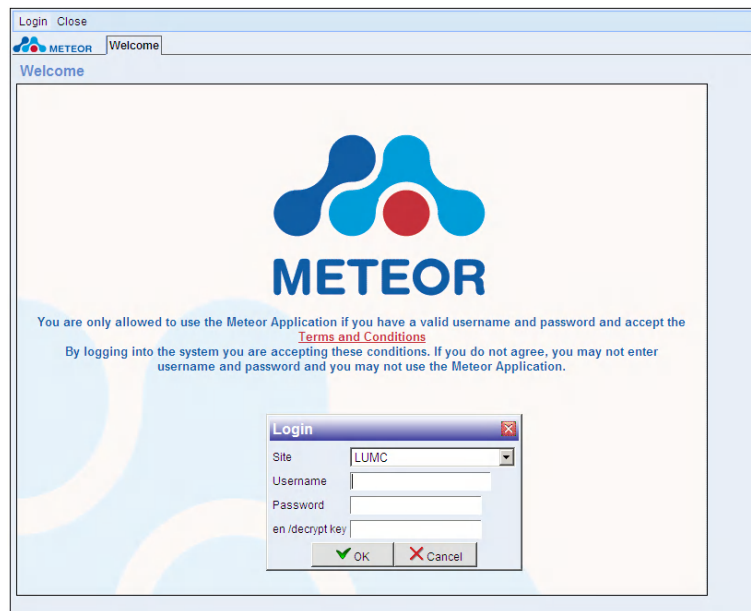 Login Close
METEOR Welcome
Welcome
METEOR
You are only allowed to use the Meteor Application if you have a valid username and password and accept the
Terms and Conditions
By logging into the system you are accepting these conditions. If you do not agree, you may not enter
username and password and you may not use the Meteor Application.
Login
Site LUMC
Username
Password
en /decrypt key
OK Cancel